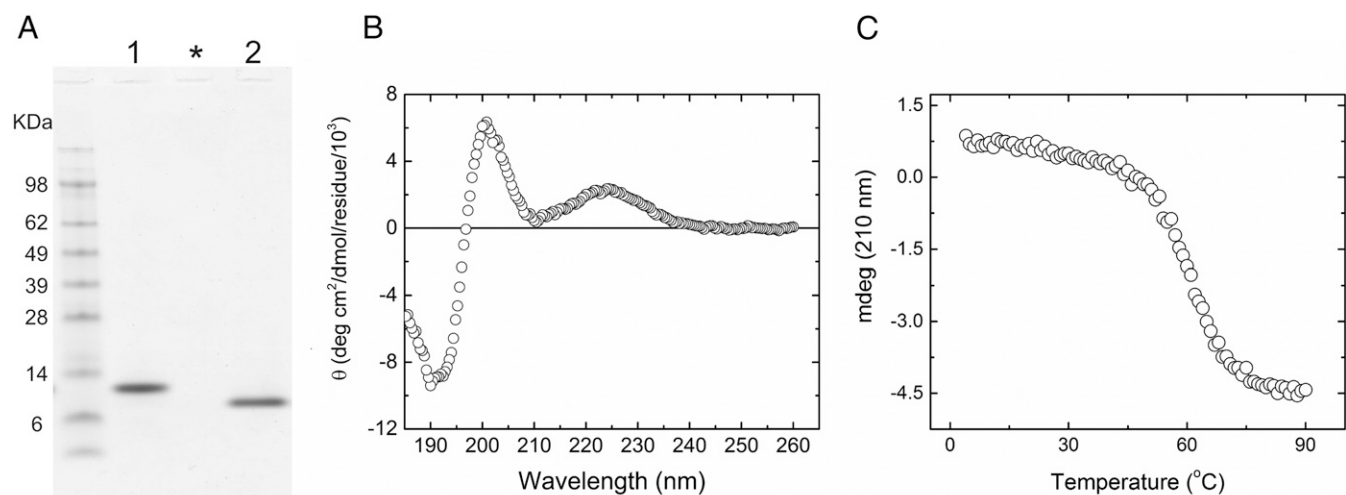 A
1 * 2
KDa
98
62
49
39
28
14
6
B
θ (deg cm²/dmol/residue/10³)
8
4
0
-4
-8
-12
190 200 210 220 230 240 250 260
Wavelength (nm)
C
mdeg (210 nm)
1.5
0.0
-1.5
-3.0
-4.5
0 30 60 90
Temperature (°C)